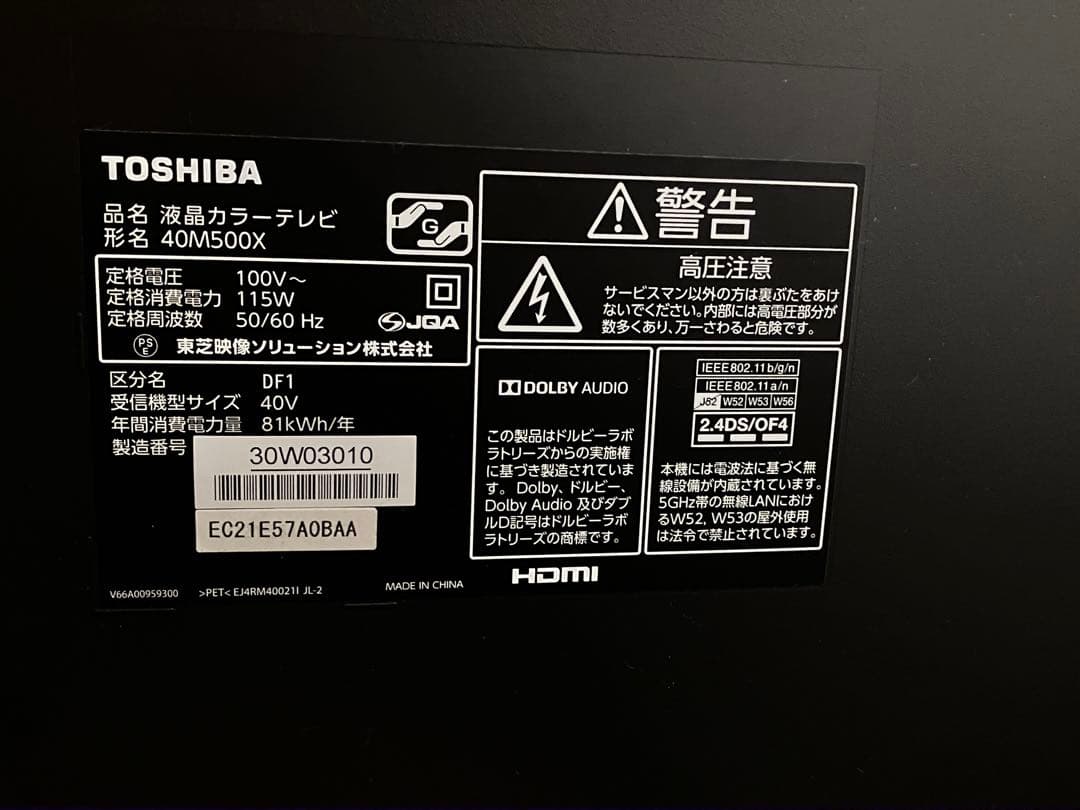 TOSHIBA
品名 液晶カラーテレビ
形名 40M500X
G
定格電圧 100V～
定格消費電力 115W
定格周波数 50/60 Hz
JQA
PS
E
東芝映像ソリューション株式会社
区分名 DF1
受信機型サイズ 40V
年間消費電力量 81kWh/年
製造番号
30W03010
EC21E57A0BAA
V66A00959300 >PET< EJ4RM40021I JL-2
MADE IN CHINA
警告
高圧注意
サービスマン以外の方は裏ぶたをあけ
ないでください。内部には高電圧部分が
数多くあり、万一さわると危険です。
DOLBY AUDIO
この製品はドルビーラボ
ラトリーズからの実施権
に基づき製造されていま
す。Dolby、ドルビー、
Dolby Audio 及びダブ
ルD記号はドルビーラボ
ラトリーズの商標です。
IEEE802.11b/g/n
IEEE802.11a/n
J52 W52 W53 W56
2.4DS/OF4
本機には電波法に基づく無
線設備が内蔵されています。
5GHz帯の無線LANにおけ
るW52, W53の屋外使用
は法令で禁止されています。
HDMI